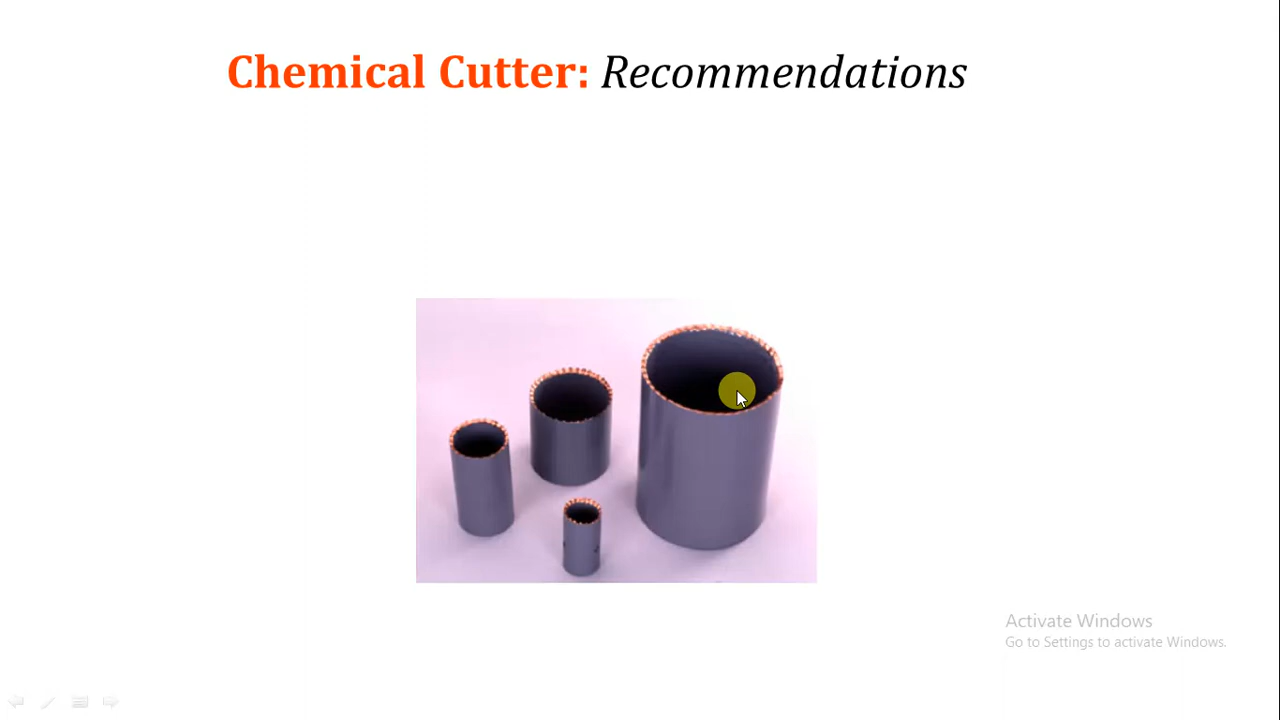 Chemical Cutter: Recommendations
Activate Windows
Go to Settings to activate Windows.